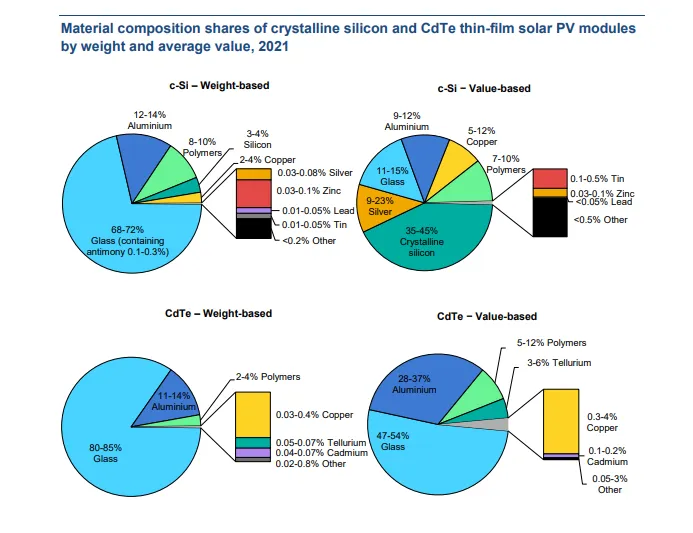 Material composition shares of crystalline silicon and CdTe thin-film solar PV modules
by weight and average value, 2021
c-Si – Weight-based
12-14%
Aluminium
8-10%
Polymers
3-4%
Silicon
2-4% Copper
0.03-0.08% Silver
0.03-0.1% Zinc
0.01-0.05% Lead
0.01-0.05% Tin
<0.2% Other
68-72%
Glass (containing
antimony 0.1-0.3%)
c-Si – Value-based
9-12%
Aluminium
5-12%
Copper
7-10%
Polymers
11-15%
Glass
9-23%
Silver
35-45%
Crystalline
silicon
0.1-0.5% Tin
0.03-0.1% Zinc
<0.05% Lead
<0.5% Other
CdTe – Weight-based
11-14%
Aluminium
2-4% Polymers
0.03-0.4% Copper
0.05-0.07% Tellurium
0.04-0.07% Cadmium
0.02-0.8% Other
80-85%
Glass
CdTe – Value-based
5-12% Polymers
3-6% Tellurium
28-37%
Aluminium
47-54%
Glass
0.3-4%
Copper
0.1-0.2%
Cadmium
0.05-3%
Other